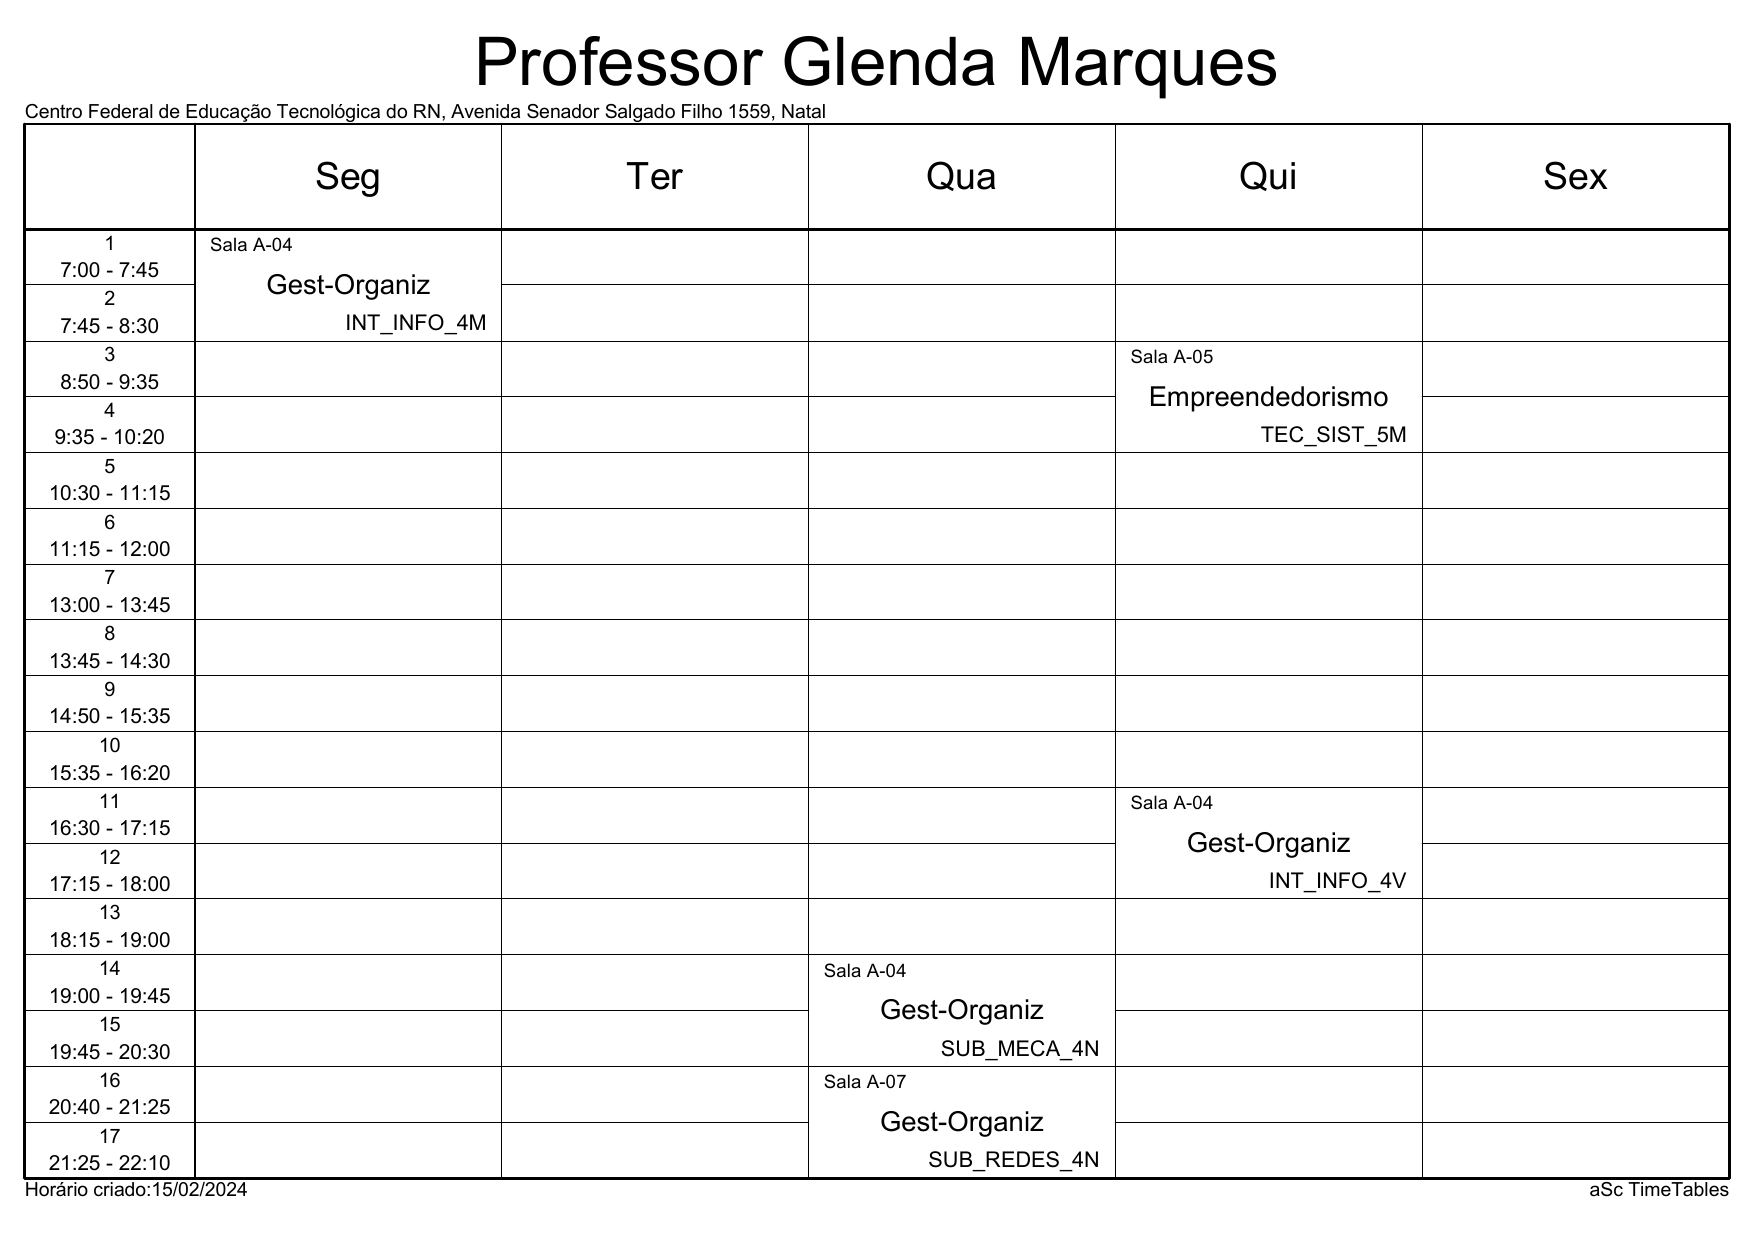 Professor Glenda Marques
Centro Federal de Educação Tecnológica do RN, Avenida Senador Salgado Filho 1559, Natal
Seg Ter Qua Qui Sex
1
7:00 - 7:45
2
7:45 - 8:30
Sala A-04
Gest-Organiz
INT_INFO_4M
3
8:50 - 9:35
4
9:35 - 10:20
Sala A-05
Empreendedorismo
TEC_SIST_5M
5
10:30 - 11:15
6
11:15 - 12:00
7
13:00 - 13:45
8
13:45 - 14:30
9
14:50 - 15:35
10
15:35 - 16:20
11
16:30 - 17:15
12
17:15 - 18:00
Sala A-04
Gest-Organiz
INT_INFO_4V
13
18:15 - 19:00
14
19:00 - 19:45
15
19:45 - 20:30
Sala A-04
Gest-Organiz
SUB_MECA_4N
16
20:40 - 21:25
17
21:25 - 22:10
Sala A-07
Gest-Organiz
SUB_REDES_4N
Horário criado:15/02/2024
aSc TimeTables